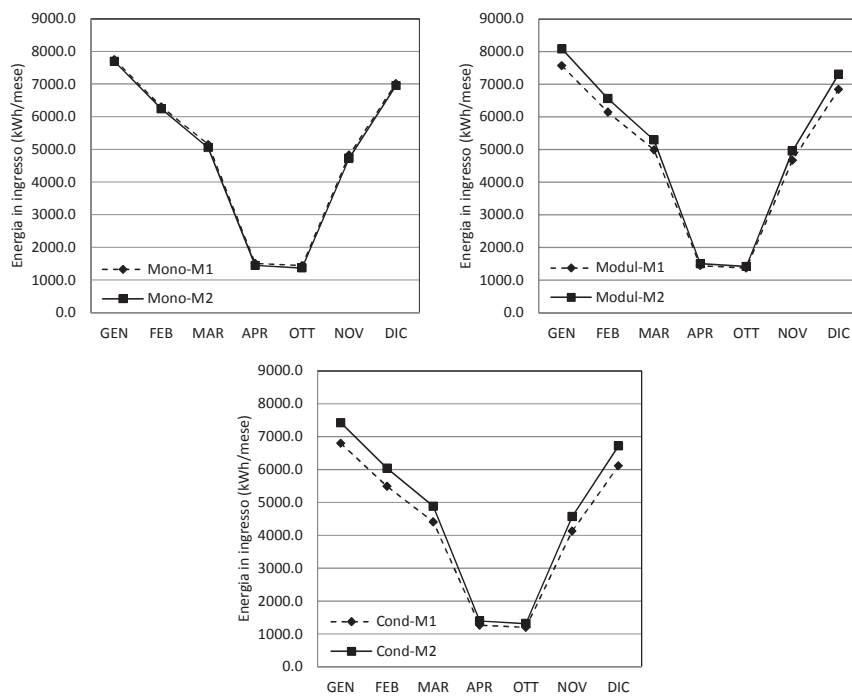 Energia in ingresso (kWh/mese)
9000.0
8000.0
7000.0
6000.0
5000.0
4000.0
3000.0
2000.0
1000.0
0.0
Mono-M1
Mono-M2
GEN FEB MAR APR OTT NOV DIC
Energia in ingresso (kWh/mese)
9000.0
8000.0
7000.0
6000.0
5000.0
4000.0
3000.0
2000.0
1000.0
0.0
Modul-M1
Modul-M2
GEN FEB MAR APR OTT NOV DIC
Energia in ingresso (kWh/mese)
9000.0
8000.0
7000.0
6000.0
5000.0
4000.0
3000.0
2000.0
1000.0
0.0
Cond-M1
Cond-M2
GEN FEB MAR APR OTT NOV DIC